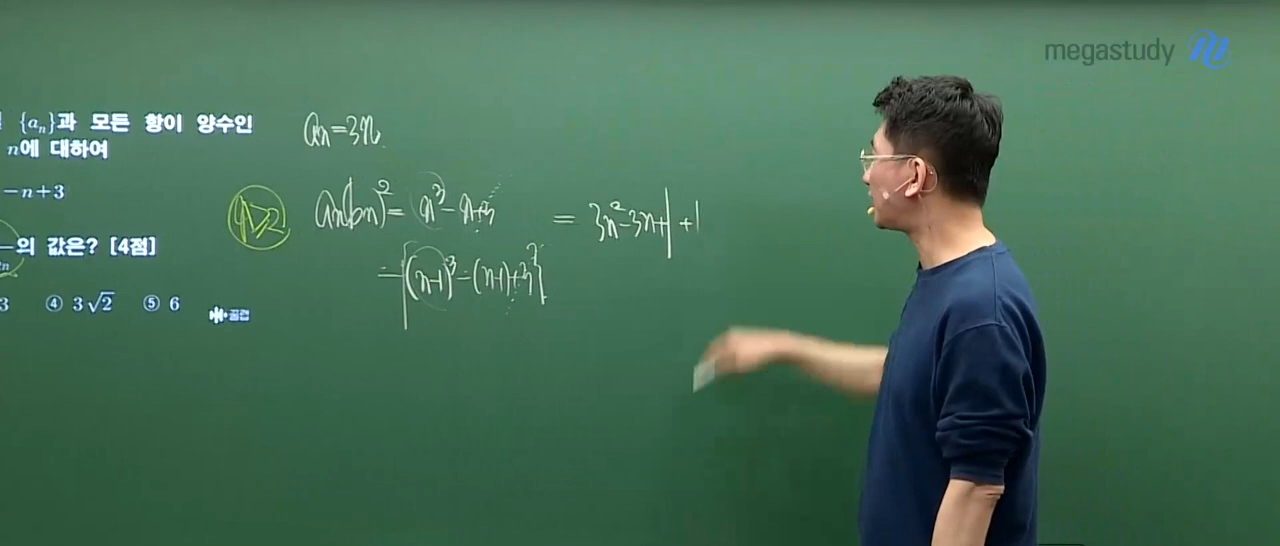 megastudy
{aₙ}과 모든 항이 양수인
n에 대하여
-n+3
의 값은? [4점]
3 ④ 3√2 ⑤ 6
aₙ=3n
n≥2
aₙ(bₙ)²= n³-n+3 = 3n²-3n+1 +1
= -{(n-1)³-(n-1)+3}